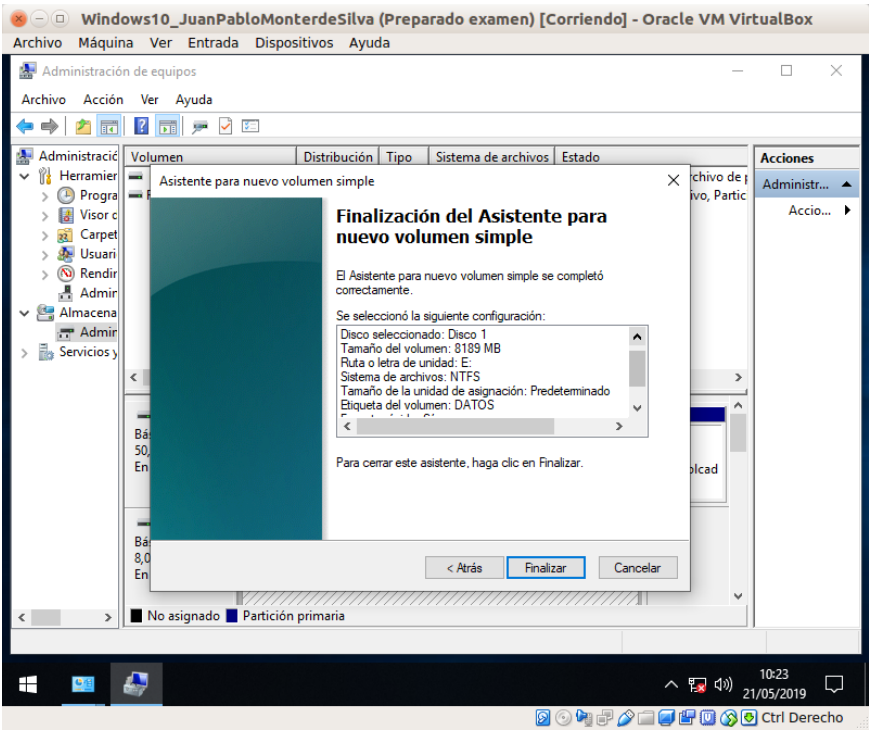 Windows10_JuanPabloMonterdeSilva (Preparado examen) [Corriendo] - Oracle VM VirtualBox
Archivo Máquina Ver Entrada Dispositivos Ayuda
Administración de equipos
Archivo Acción Ver Ayuda
Administració
Herramier
Progra
Visor c
Carpet
Usuari
Rendir
Admir
Almacena
Admir
Servicios y
Volumen Distribución Tipo Sistema de archivos Estado
rchivo de p
ivo, Partic
Acciones
Administr...
Accio...
Asistente para nuevo volumen simple
Finalización del Asistente para
nuevo volumen simple
El Asistente para nuevo volumen simple se completó
correctamente.
Se seleccionó la siguiente configuración:
Disco seleccionado: Disco 1
Tamaño del volumen: 8189 MB
Ruta o letra de unidad: E:
Sistema de archivos: NTFS
Tamaño de la unidad de asignación: Predeterminado
Etiqueta del volumen: DATOS
Para cerrar este asistente, haga clic en Finalizar.
< Atrás Finalizar Cancelar
Bás
50,
En
olcad
Bás
8,0
En
No asignado Partición primaria
10:23
21/05/2019
Ctrl Derecho